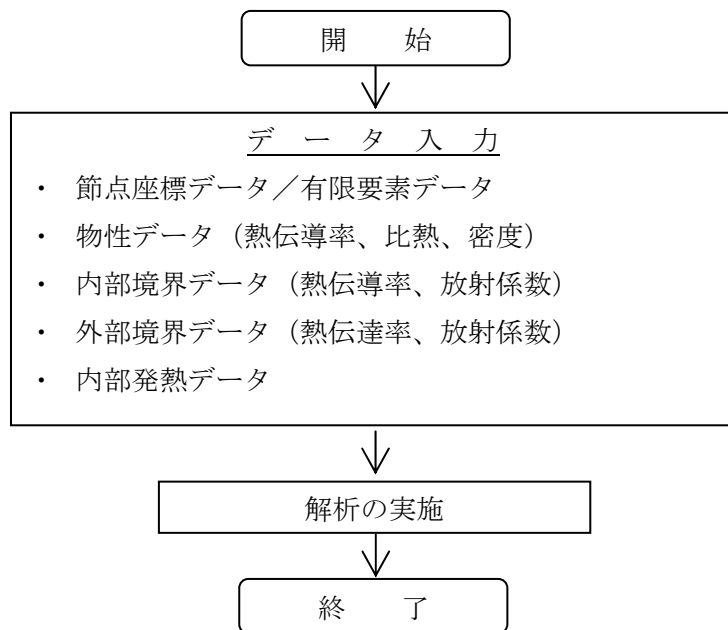 開　　始
デ　ー　タ　入　力
・　節点座標データ／有限要素データ
・　物性データ（熱伝導率、比熱、密度）
・　内部境界データ（熱伝導率、放射係数）
・　外部境界データ（熱伝達率、放射係数）
・　内部発熱データ
解析の実施
終　　了